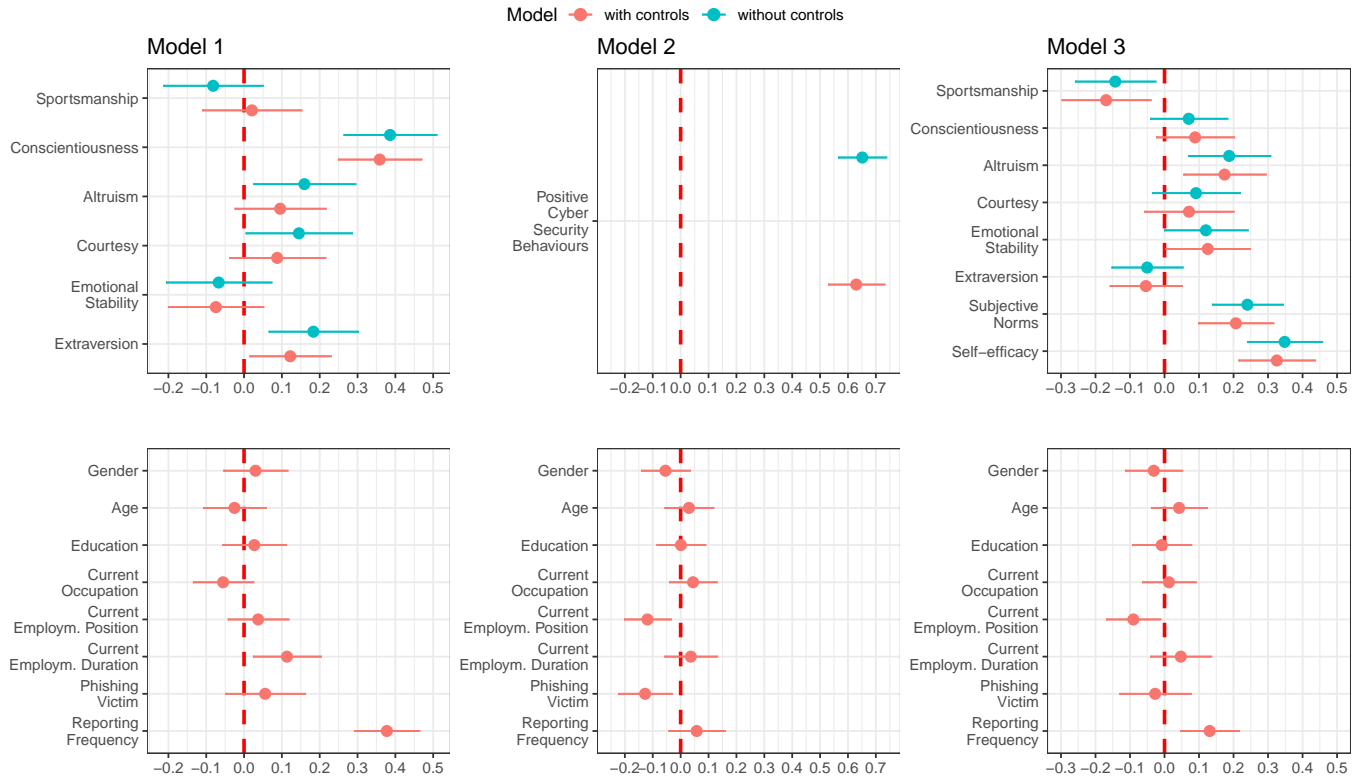 Model with controls without controls
Model 1
Sportsmanship
Conscientiousness
Altruism
Courtesy
Emotional
Stability
Extraversion
−0.2 −0.1 0.0 0.1 0.2 0.3 0.4 0.5
Model 2
Positive
Cyber
Security
Behaviours
−0.2 0.0 0.1 0.2 0.3 0.4 0.5 0.6 0.7
Model 3
Sportsmanship
Conscientiousness
Altruism
Courtesy
Emotional
Stability
Extraversion
Subjective
Norms
Self−efficacy
−0.3 −0.2 −0.1 0.0 0.1 0.2 0.3 0.4 0.5
Gender
Age
Education
Current
Occupation
Current
Employm. Position
Current
Employm. Duration
Phishing
Victim
Reporting
Frequency
−0.2 −0.1 0.0 0.1 0.2 0.3 0.4 0.5
Gender
Age
Education
Current
Occupation
Current
Employm. Position
Current
Employm. Duration
Phishing
Victim
Reporting
Frequency
−0.2−0.1 0.0 0.1 0.2 0.3 0.4 0.5 0.6 0.7
Gender
Age
Education
Current
Occupation
Current
Employm. Position
Current
Employm. Duration
Phishing
Victim
Reporting
Frequency
−0.3 −0.2 −0.1 0.0 0.1 0.2 0.3 0.4 0.5